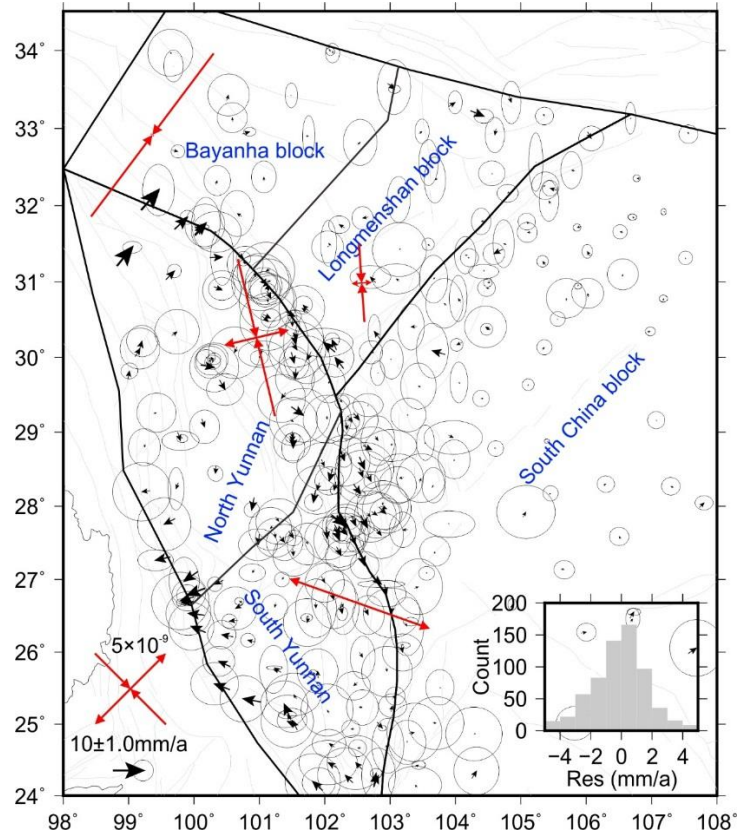 34°
33°
32°
31°
30°
29°
28°
27°
26°
25°
24°
Bayanha block
Longmenshan block
South China block
North Yunnan
South Yunnan
5×10⁻⁹
10±1.0mm/a
200
150
100
50
0
Count
−4 −2 0 2 4
Res (mm/a)
98° 99° 100° 101° 102° 103° 104° 105° 106° 107° 108°